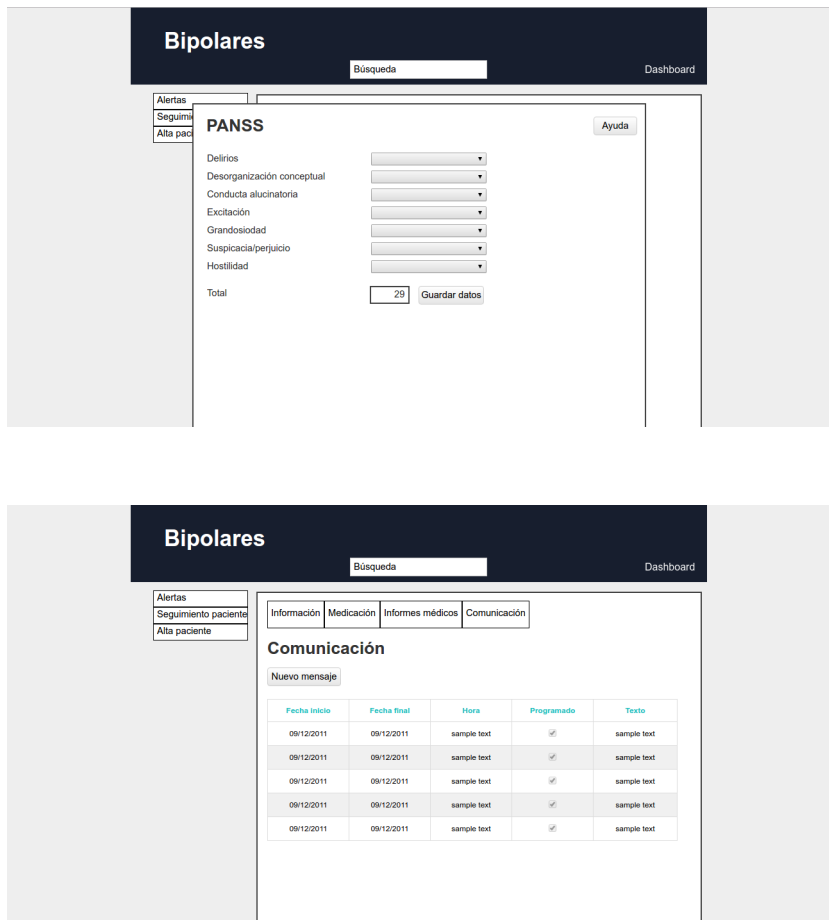 Bipolares
Búsqueda
Dashboard
Alertas
Seguimi
Alta paci
PANSS
Ayuda
Delirios
Desorganización conceptual
Conducta alucinatoria
Excitación
Grandosiodad
Suspicacia/perjuicio
Hostilidad
Total 29 Guardar datos
Bipolares
Búsqueda
Dashboard
Alertas
Seguimiento paciente
Alta paciente
Información Medicación Informes médicos Comunicación
Comunicación
Nuevo mensaje
Fecha inicio Fecha final Hora Programado Texto
09/12/2011 09/12/2011 sample text sample text
09/12/2011 09/12/2011 sample text sample text
09/12/2011 09/12/2011 sample text sample text
09/12/2011 09/12/2011 sample text sample text
09/12/2011 09/12/2011 sample text sample text